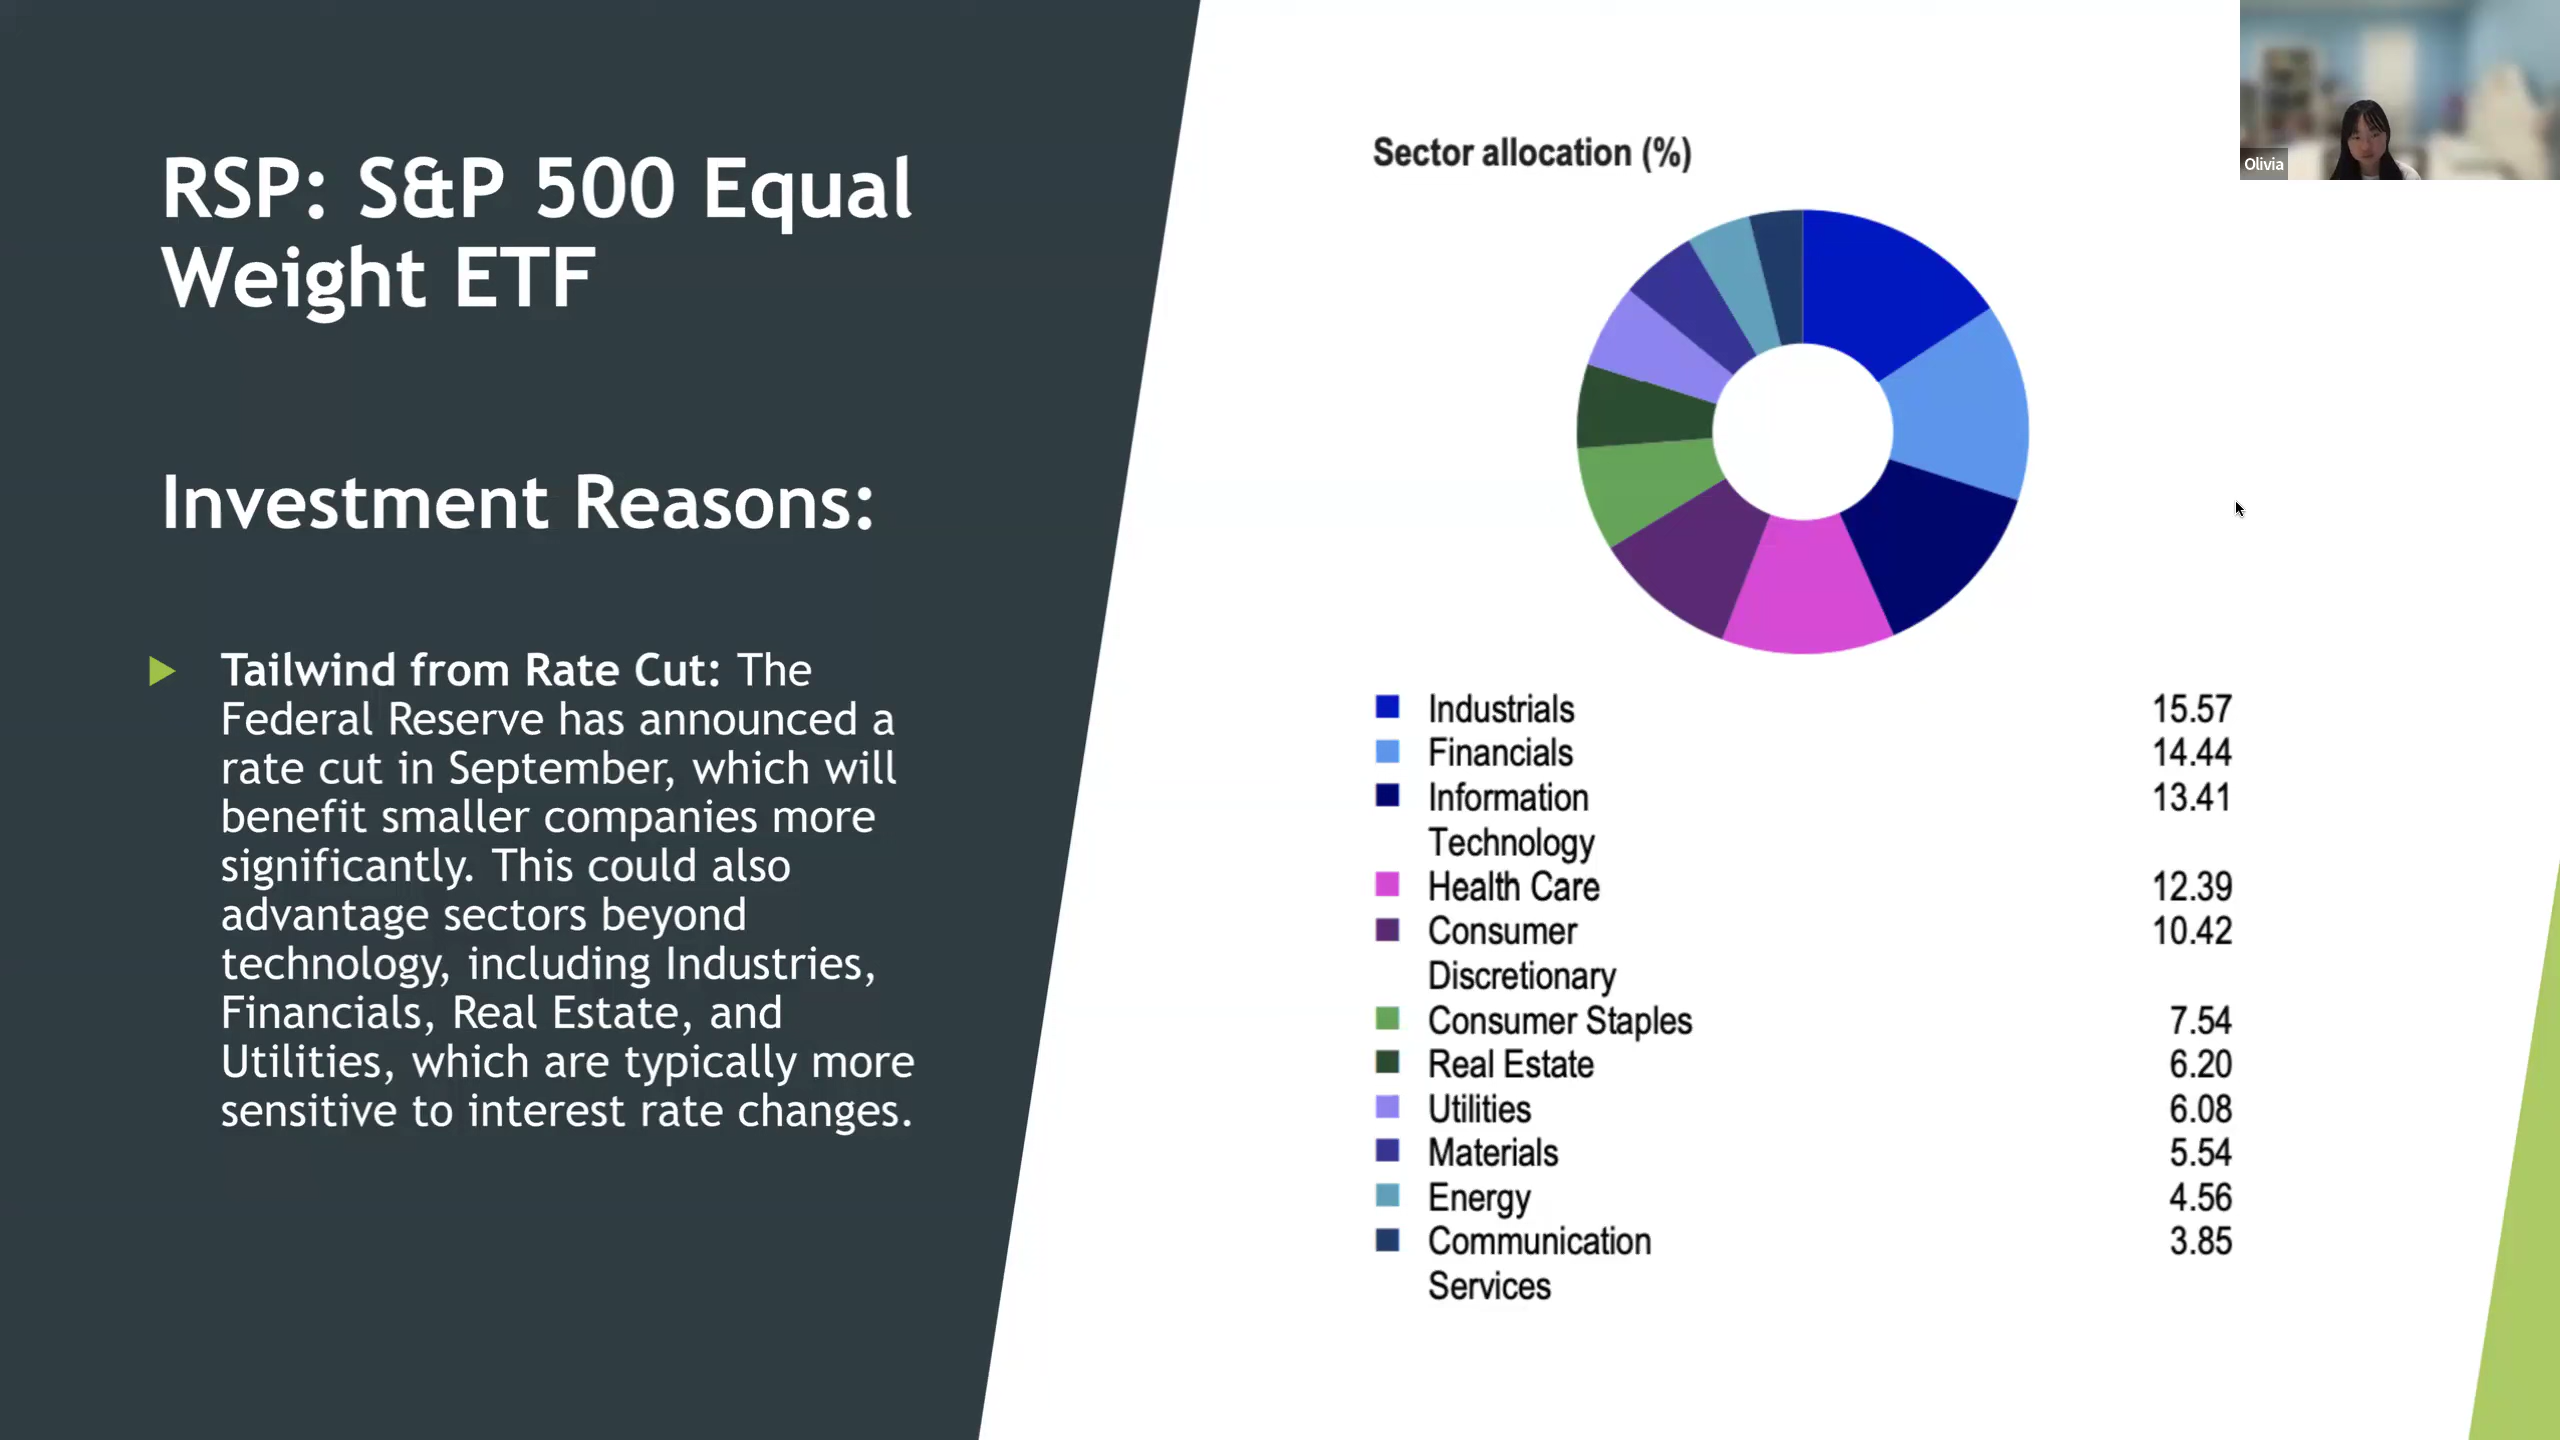 RSP: S&P 500 Equal
Weight ETF
Investment Reasons:
Tailwind from Rate Cut: The
Federal Reserve has announced a
rate cut in September, which will
benefit smaller companies more
significantly. This could also
advantage sectors beyond
technology, including Industries,
Financials, Real Estate, and
Utilities, which are typically more
sensitive to interest rate changes.
Sector allocation (%)
Industrials 15.57
Financials 14.44
Information 13.41
Technology
Health Care 12.39
Consumer 10.42
Discretionary
Consumer Staples 7.54
Real Estate 6.20
Utilities 6.08
Materials 5.54
Energy 4.56
Communication 3.85
Services
Olivia